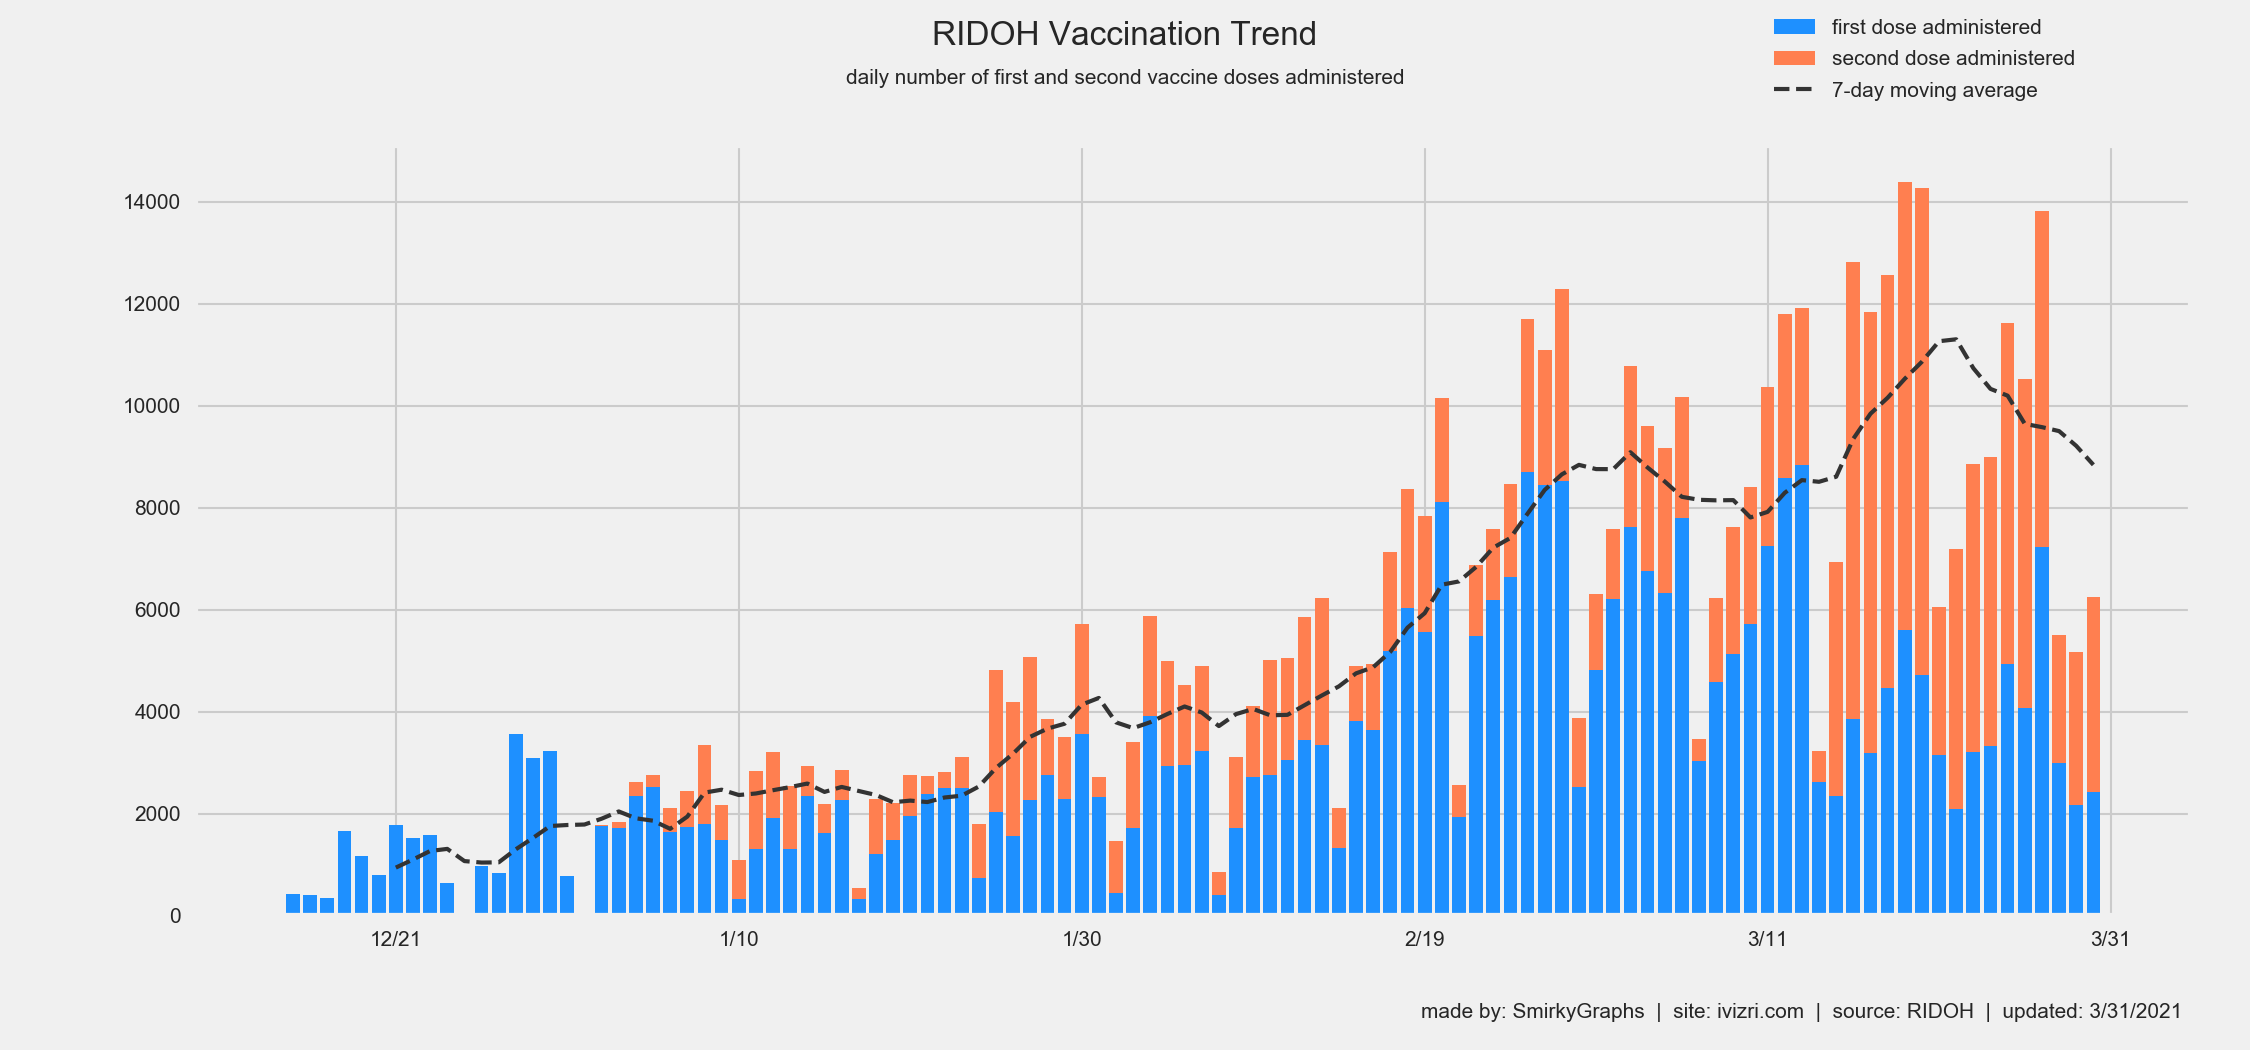 RIDOH Vaccination Trend
daily number of first and second vaccine doses administered
first dose administered
second dose administered
7-day moving average
14000
12000
10000
8000
6000
4000
2000
0
12/21 1/10 1/30 2/19 3/11 3/31
made by: SmirkyGraphs | site: ivizri.com | source: RIDOH | updated: 3/31/2021